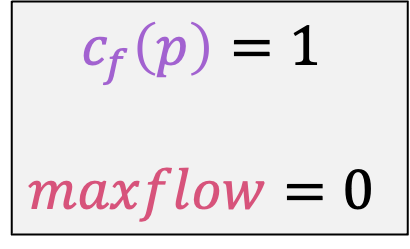 c_f(p) = 1
maxflow = 0